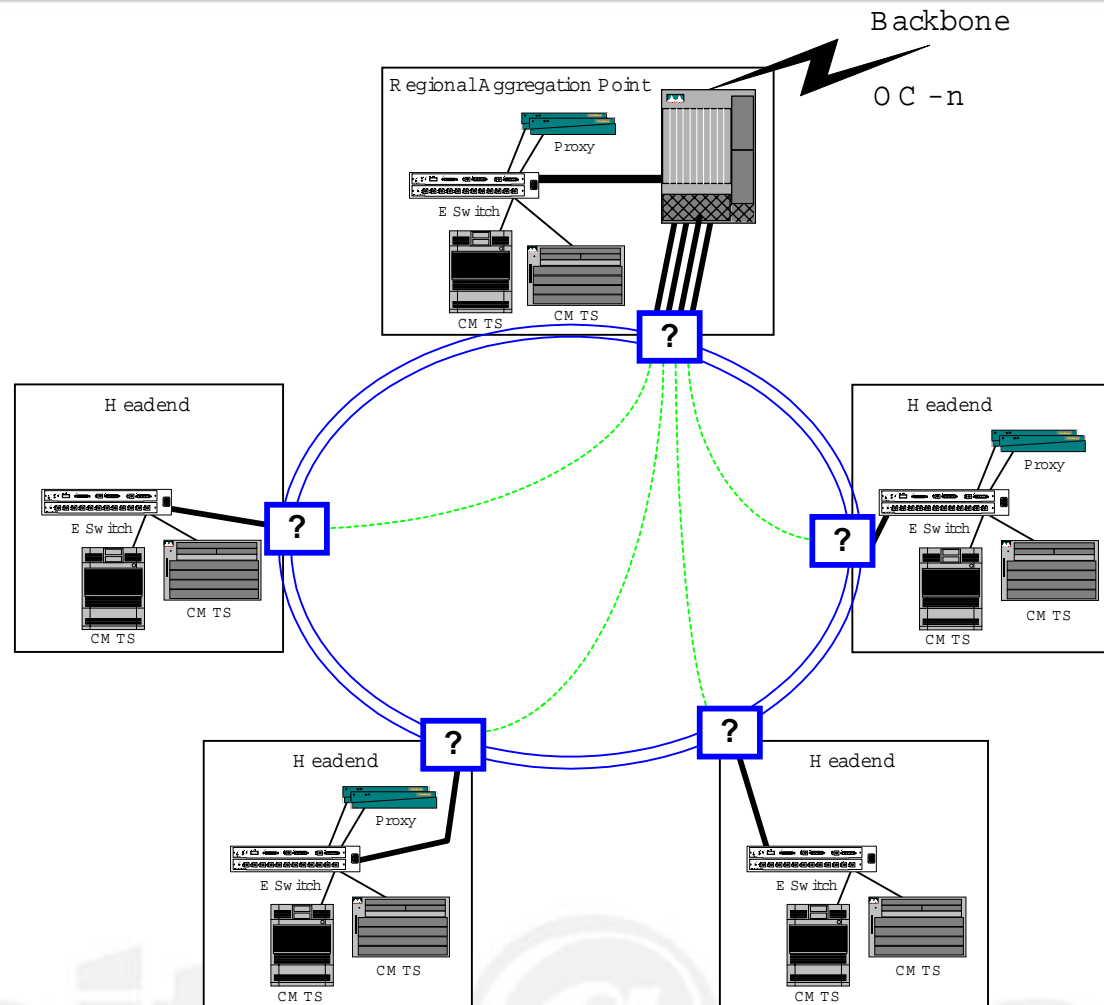 Backbone
OC-n
Regional Aggregation Point
Proxy
E Switch
CMTS
CMTS
?
Headend
E Switch
CMTS
CMTS
?
Headend
Proxy
E Switch
CMTS
CMTS
?
Headend
Proxy
E Switch
CMTS
CMTS
?
Headend
E Switch
CMTS
CMTS
?